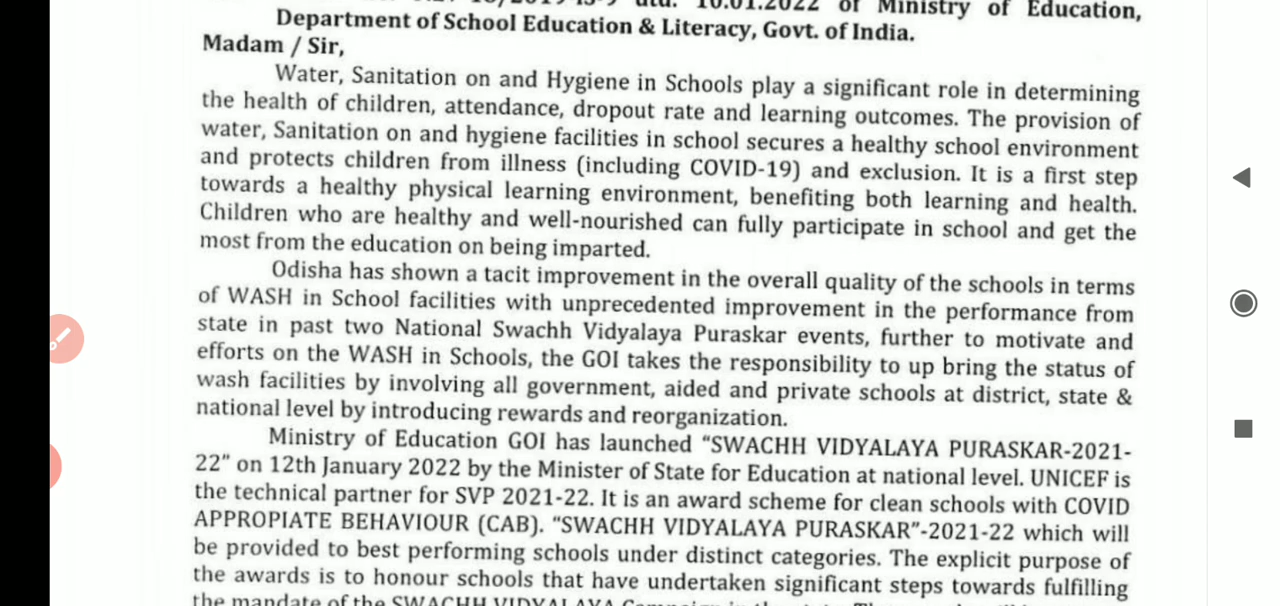 10.01.2022 of Ministry of Education,
Department of School Education & Literacy, Govt. of India.
Madam / Sir,
Water, Sanitation on and Hygiene in Schools play a significant role in determining
the health of children, attendance, dropout rate and learning outcomes. The provision of
water, Sanitation on and hygiene facilities in school secures a healthy school environment
and protects children from illness (including COVID-19) and exclusion. It is a first step
towards a healthy physical learning environment, benefiting both learning and health.
Children who are healthy and well-nourished can fully participate in school and get the
most from the education on being imparted.
Odisha has shown a tacit improvement in the overall quality of the schools in terms
of WASH in School facilities with unprecedented improvement in the performance from
state in past two National Swachh Vidyalaya Puraskar events, further to motivate and
efforts on the WASH in Schools, the GOI takes the responsibility to up bring the status of
wash facilities by involving all government, aided and private schools at district, state &
national level by introducing rewards and reorganization.
Ministry of Education GOI has launched “SWACHH VIDYALAYA PURASKAR-2021-
22” on 12th January 2022 by the Minister of State for Education at national level. UNICEF is
the technical partner for SVP 2021-22. It is an award scheme for clean schools with COVID
APPROPIATE BEHAVIOUR (CAB). “SWACHH VIDYALAYA PURASKAR”-2021-22 which will
be provided to best performing schools under distinct categories. The explicit purpose of
the awards is to honour schools that have undertaken significant steps towards fulfilling
the mandate of the SWACHH VIDYALAYA